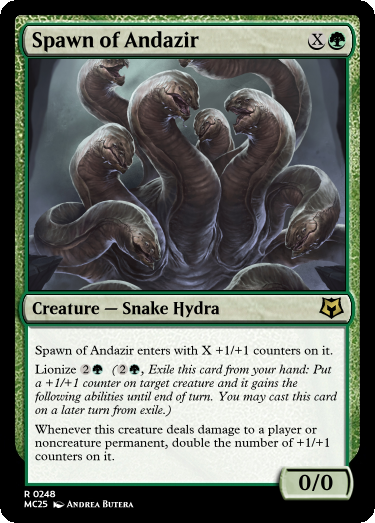 Spawn of Andazir X
Creature — Snake Hydra
Spawn of Andazir enters with X +1/+1 counters on it.
Lionize 2 (2, Exile this card from your hand: Put
a +1/+1 counter on target creature and it gains the
following abilities until end of turn. You may cast this card
on a later turn from exile.)
Whenever this creature deals damage to a player or
noncreature permanent, double the number of +1/+1
counters on it.
0/0
R 0248
MC25 Andrea Butera